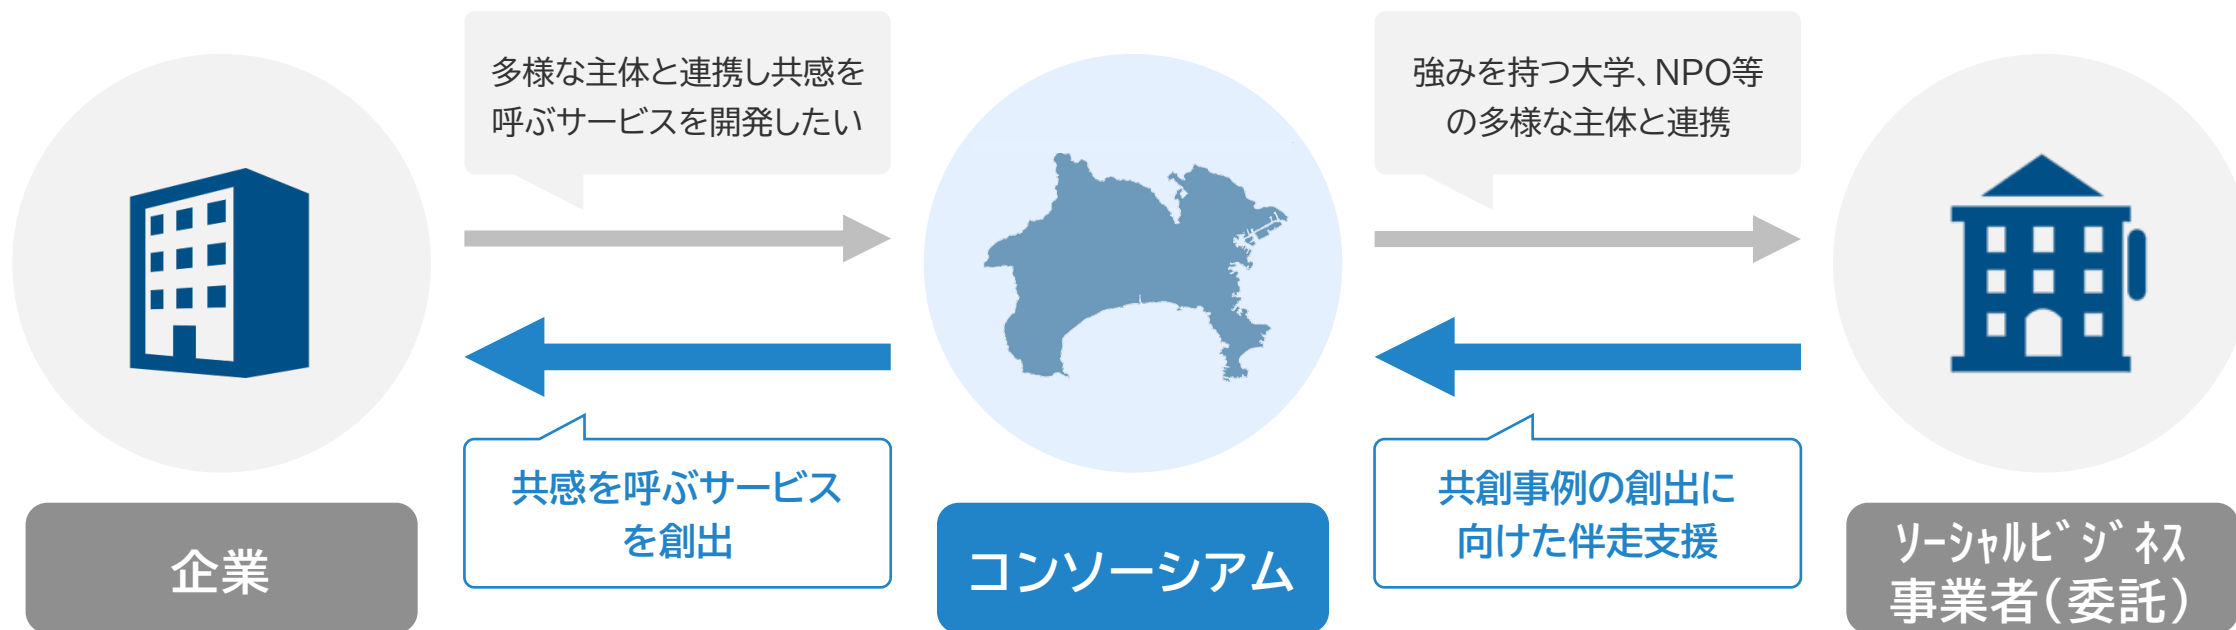 多様な主体と連携し共感を
呼ぶサービスを開発したい
強みを持つ大学、NPO等
の多様な主体と連携
共感を呼ぶサービス
を創出
共創事例の創出に
向けた伴走支援
企業
コンソーシアム
ｿｰｼｬﾙﾋﾞｼﾞﾈｽ
事業者(委託)